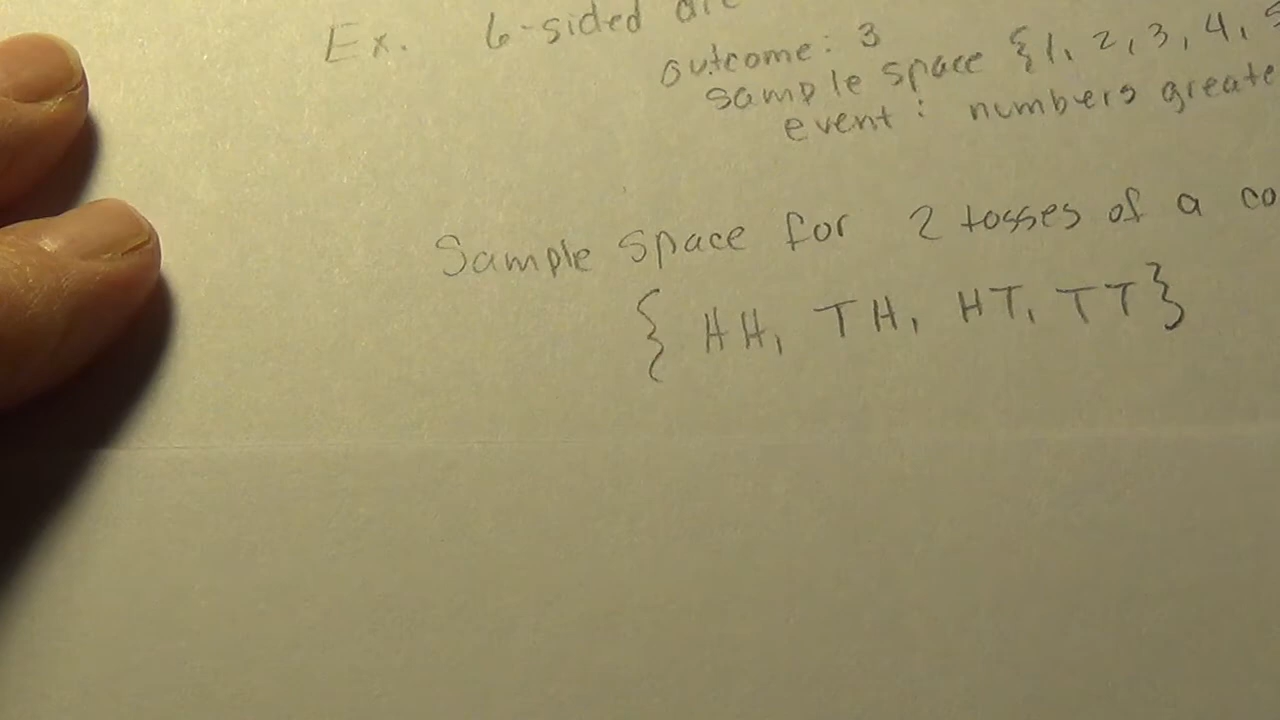 Ex. 6-sided
outcome: 3
sample space {1, 2, 3, 4,
event: numbers
Sample space for 2 tosses of a
{ HH, TH, HT, TT}